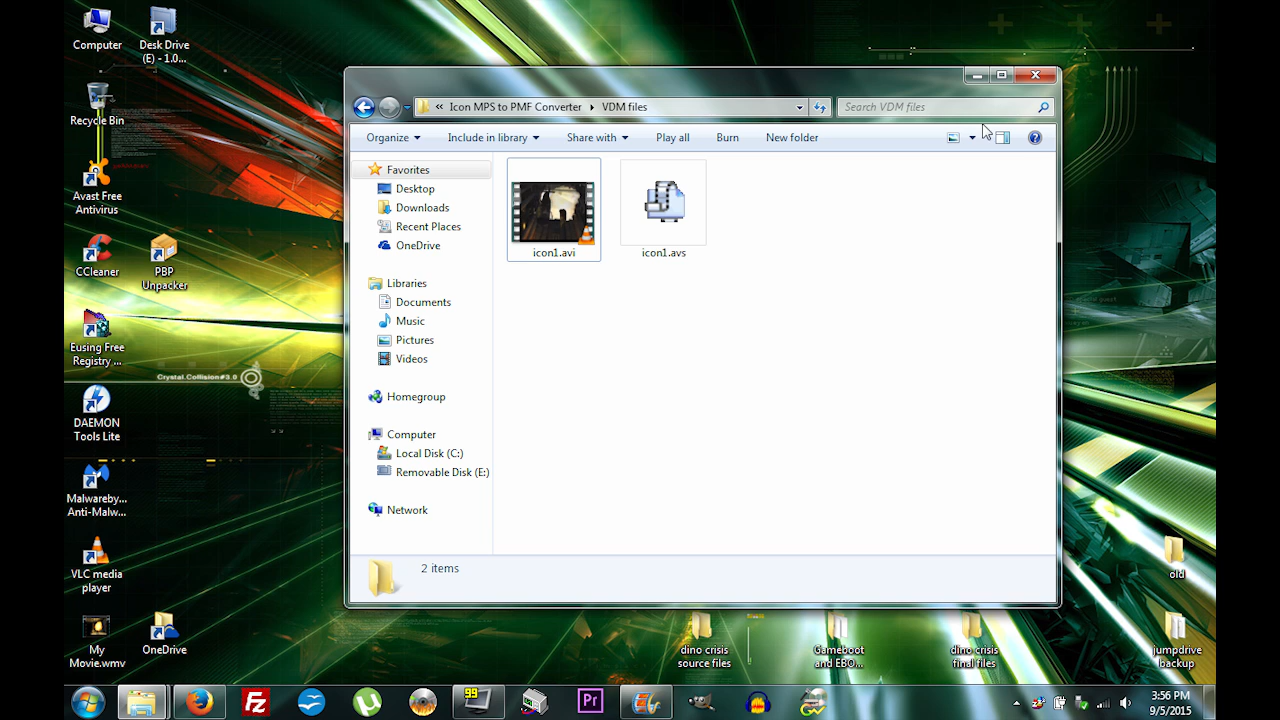 Computer
Desk Drive
(E) - 1.0...
Recycle Bin
Avast Free
Antivirus
CCleaner
PBP
Unpacker
Eusing Free
Registry ...
Crystal.Collision#3.0
DAEMON
Tools Lite
Malwareby...
Anti-Malw...
VLC media
player
My
Movie.wmv
OneDrive
« Icon MPS to PMF Converter
VDM files
Search VDM files
Organize
Include in library
Share with
Play all
Burn
New folder
Favorites
Desktop
Downloads
Recent Places
OneDrive
Libraries
Documents
Music
Pictures
Videos
Homegroup
Computer
Local Disk (C:)
Removable Disk (E:)
Network
icon1.avi
icon1.avs
2 items
old
dino crisis
source files
Gameboot
and EBO...
dino crisis
final files
jumpdrive
backup
Fz
99
Pr
3:56 PM
9/5/2015